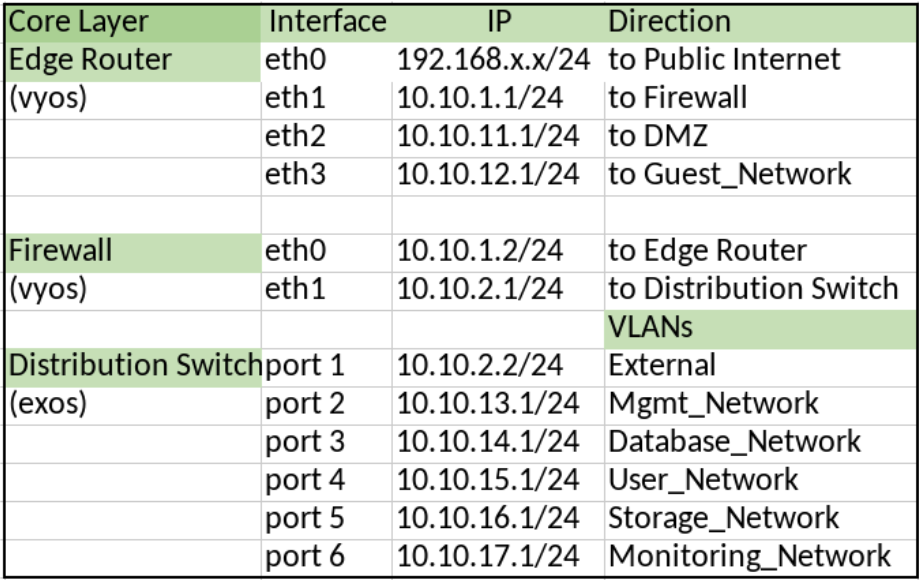 Core Layer Interface IP Direction
Edge Router eth0 192.168.x.x/24 to Public Internet
(vyos) eth1 10.10.1.1/24 to Firewall
eth2 10.10.11.1/24 to DMZ
eth3 10.10.12.1/24 to Guest_Network
Firewall eth0 10.10.1.2/24 to Edge Router
(vyos) eth1 10.10.2.1/24 to Distribution Switch
VLANs
Distribution Switch port 1 10.10.2.2/24 External
(exos) port 2 10.10.13.1/24 Mgmt_Network
port 3 10.10.14.1/24 Database_Network
port 4 10.10.15.1/24 User_Network
port 5 10.10.16.1/24 Storage_Network
port 6 10.10.17.1/24 Monitoring_Network